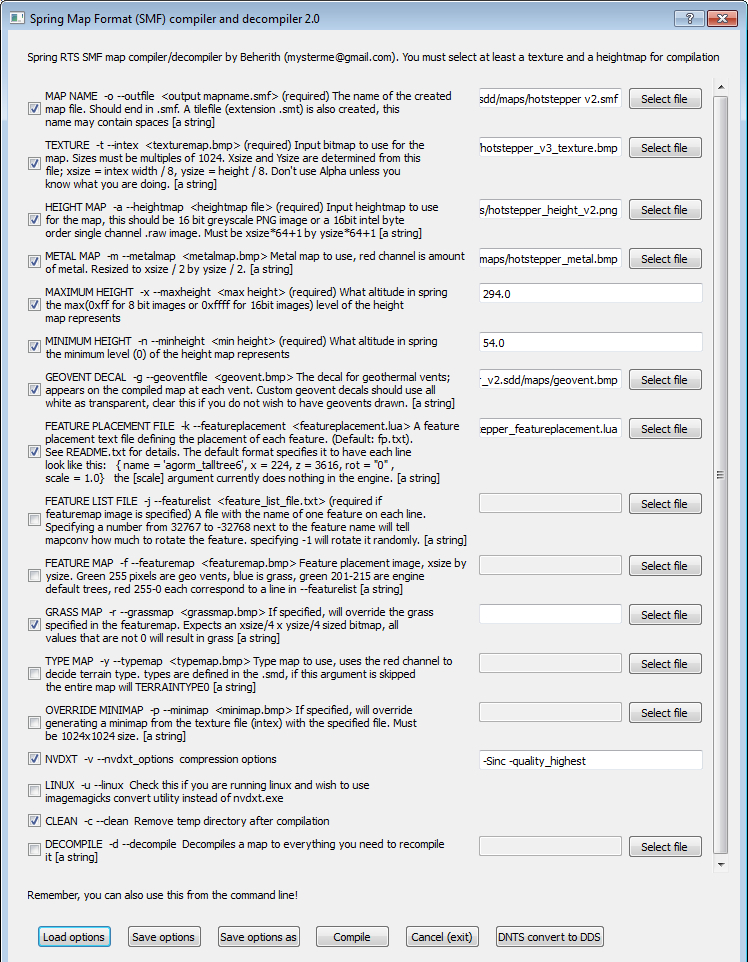 Spring Map Format (SMF) compiler and decompiler 2.0
Spring RTS SMF map compiler/decompiler by Beherith (mysterme@gmail.com). You must select at least a texture and a heightmap for compilation
MAP NAME -o --outfile <output mapname.smf> (required) The name of the created
map file. Should end in .smf. A tilefile (extension .smt) is also created, this
name may contain spaces [a string]
sdd/maps/hotstepper v2.smf
Select file
TEXTURE -t --intex <texturemap.bmp> (required) Input bitmap to use for the
map. Sizes must be multiples of 1024. Xsize and Ysize are determined from this
file; xsize = intex width / 8, ysize = height / 8. Don't use Alpha unless you
know what you are doing. [a string]
hotstepper_v3_texture.bmp
Select file
HEIGHT MAP -a --heightmap <heightmap file> (required) Input heightmap to use
for the map, this should be 16 bit greyscale PNG image or a 16bit intel byte
order single channel .raw image. Must be xsize*64+1 by ysize*64+1 [a string]
s/hotstepper_height_v2.png
Select file
METAL MAP -m --metalmap <metalmap.bmp> Metal map to use, red channel is amount
of metal. Resized to xsize / 2 by ysize / 2. [a string]
maps/hotstepper_metal.bmp
Select file
MAXIMUM HEIGHT -x --maxheight <max height> (required) What altitude in spring
the max(0xff for 8 bit images or 0xffff for 16bit images) level of the height
map represents
294.0
MINIMUM HEIGHT -n --minheight <min height> (required) What altitude in spring
the minimum level (0) of the height map represents
54.0
GEOVENT DECAL -g --geoventfile <geovent.bmp> The decal for geothermal vents;
appears on the compiled map at each vent. Custom geovent decals should use all
white as transparent, clear this if you do not wish to have geovents drawn. [a string]
r_v2.sdd/maps/geovent.bmp
Select file
FEATURE PLACEMENT FILE -k --featureplacement <featureplacement.lua> A feature
placement text file defining the placement of each feature. (Default: fp.txt).
See README.txt for details. The default format specifies it to have each line
look like this: { name = 'agorm_talltree6', x = 224, z = 3616, rot = "0" ,
scale = 1.0} the [scale] argument currently does nothing in the engine. [a string]
tepper_featureplacement.lua
Select file
FEATURE LIST FILE -j --featurelist <feature_list_file.txt> (required if
featuremap image is specified) A file with the name of one feature on each line.
Specifying a number from 32767 to -32768 next to the feature name will tell
mapconv how much to rotate the feature. specifying -1 will rotate it randomly. [a string]
Select file
FEATURE MAP -f --featuremap <featuremap.bmp> Feature placement image, xsize by
ysize. Green 255 pixels are geo vents, blue is grass, green 201-215 are engine
default trees, red 255-0 each correspond to a line in --featurelist [a string]
Select file
GRASS MAP -r --grassmap <grassmap.bmp> If specified, will override the grass
specified in the featuremap. Expects an xsize/4 x ysize/4 sized bitmap, all
values that are not 0 will result in grass [a string]
Select file
TYPE MAP -y --typemap <typemap.bmp> Type map to use, uses the red channel to
decide terrain type. types are defined in the .smd, if this argument is skipped
the entire map will TERRAINTYPE0 [a string]
Select file
OVERRIDE MINIMAP -p --minimap <minimap.bmp> If specified, will override
generating a minimap from the texture file (intex) with the specified file. Must
be 1024x1024 size. [a string]
Select file
NVDXT -v --nvdxt_options compression options
-Sinc -quality_highest
LINUX -u --linux Check this if you are running linux and wish to use
imagemagicks convert utility instead of nvdxt.exe
CLEAN -c --clean Remove temp directory after compilation
DECOMPILE -d --decompile Decompiles a map to everything you need to recompile
it [a string]
Select file
Remember, you can also use this from the command line!
Load options
Save options
Save options as
Compile
Cancel (exit)
DNTS convert to DDS